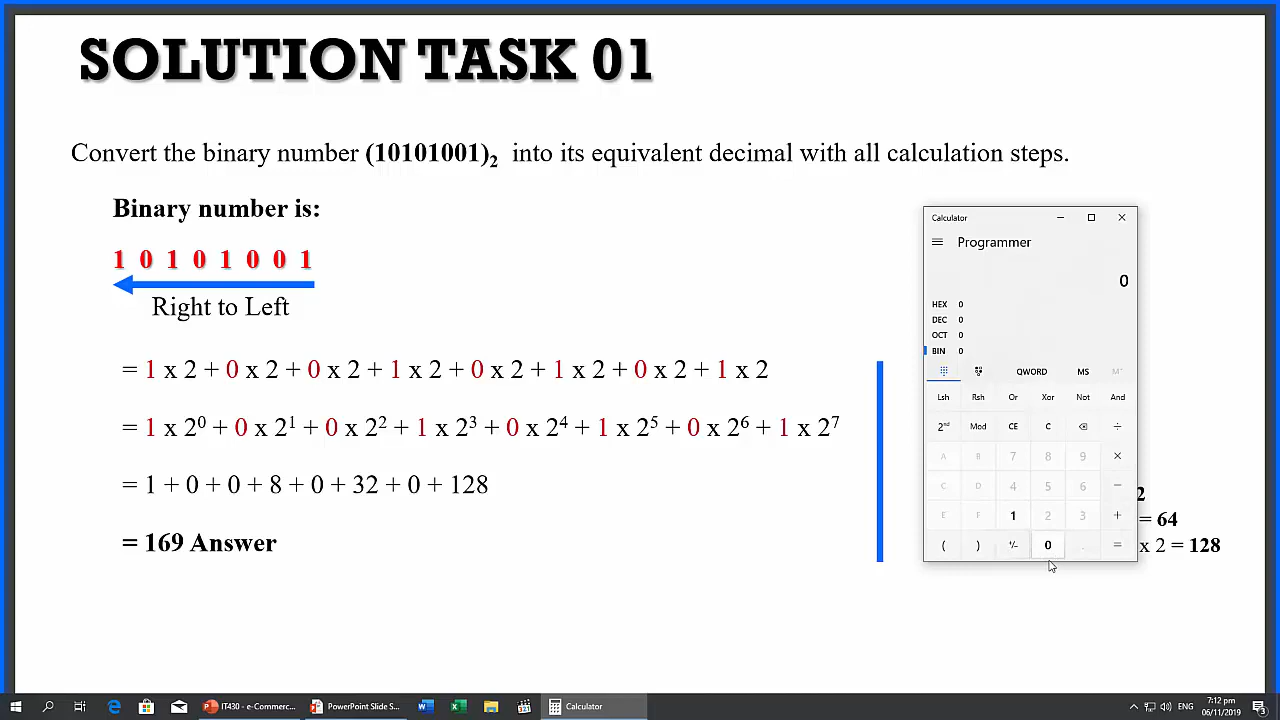 SOLUTION TASK 01
Convert the binary number (10101001)₂ into its equivalent decimal with all calculation steps.
Binary number is:
1 0 1 0 1 0 0 1
Right to Left
= 1 x 2 + 0 x 2 + 0 x 2 + 1 x 2 + 0 x 2 + 1 x 2 + 0 x 2 + 1 x 2
= 1 x 2⁰ + 0 x 2¹ + 0 x 2² + 1 x 2³ + 0 x 2⁴ + 1 x 2⁵ + 0 x 2⁶ + 1 x 2⁷
= 1 + 0 + 0 + 8 + 0 + 32 + 0 + 128
= 169 Answer
Calculator
Programmer
0
HEX 0
DEC 0
OCT 0
BIN 0
QWORD MS M˅
Lsh Rsh Or Xor Not And
2ⁿᵈ Mod CE C ÷
A B 7 8 9 ×
C D 4 5 6 −
E F 1 2 3 +
( ) +/− 0 . =
2
= 64
x 2 = 128
IT430 - e-Commerc...
PowerPoint Slide S...
Calculator
ENG
7:12 pm
06/11/2019
3